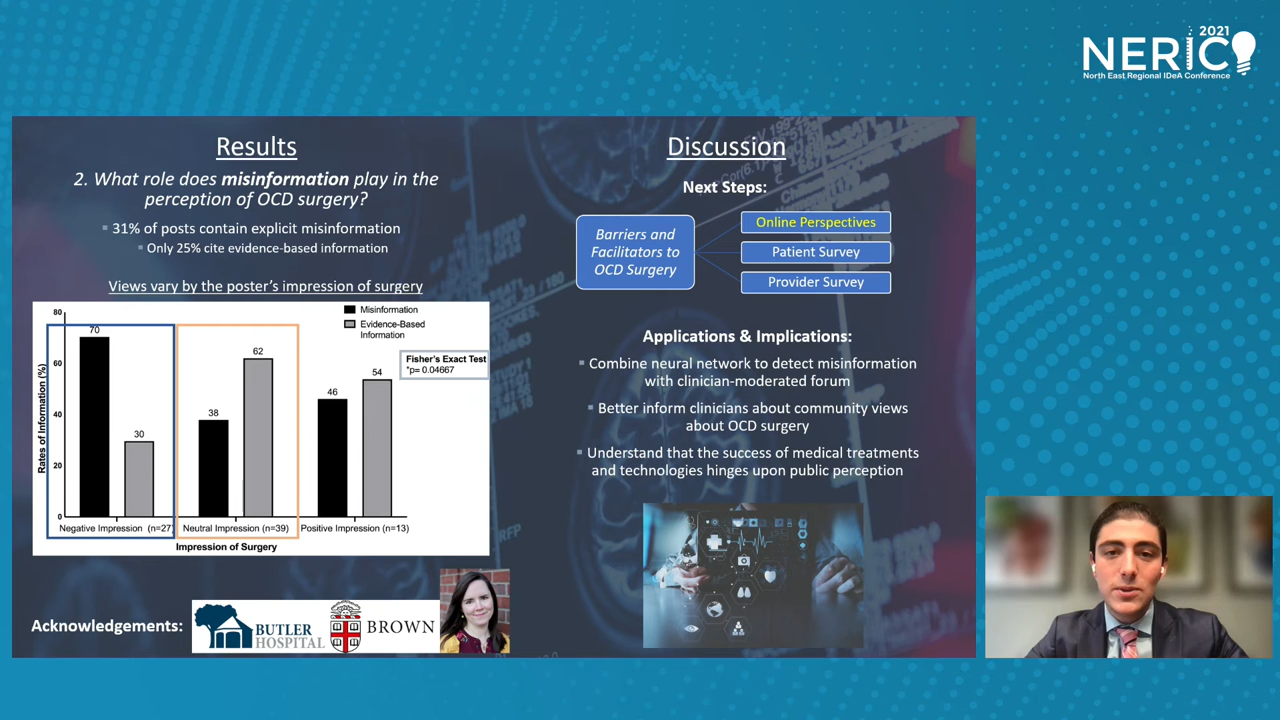 2021
NERIC
North East Regional IDeA Conference
Results
2. What role does misinformation play in the
perception of OCD surgery?
31% of posts contain explicit misinformation
Only 25% cite evidence-based information
Views vary by the poster's impression of surgery
Misinformation
Evidence-Based
Information
Fisher's Exact Test
*p= 0.04667
Rates of Information (%)
80
60
40
20
0
70
30
38
62
46
54
Negative Impression (n=27)
Neutral Impression (n=39)
Positive Impression (n=13)
Impression of Surgery
Acknowledgements:
BUTLER
HOSPITAL
BROWN
Discussion
Next Steps:
Barriers and
Facilitators to
OCD Surgery
Online Perspectives
Patient Survey
Provider Survey
Applications & Implications:
Combine neural network to detect misinformation
with clinician-moderated forum
Better inform clinicians about community views
about OCD surgery
Understand that the success of medical treatments
and technologies hinges upon public perception